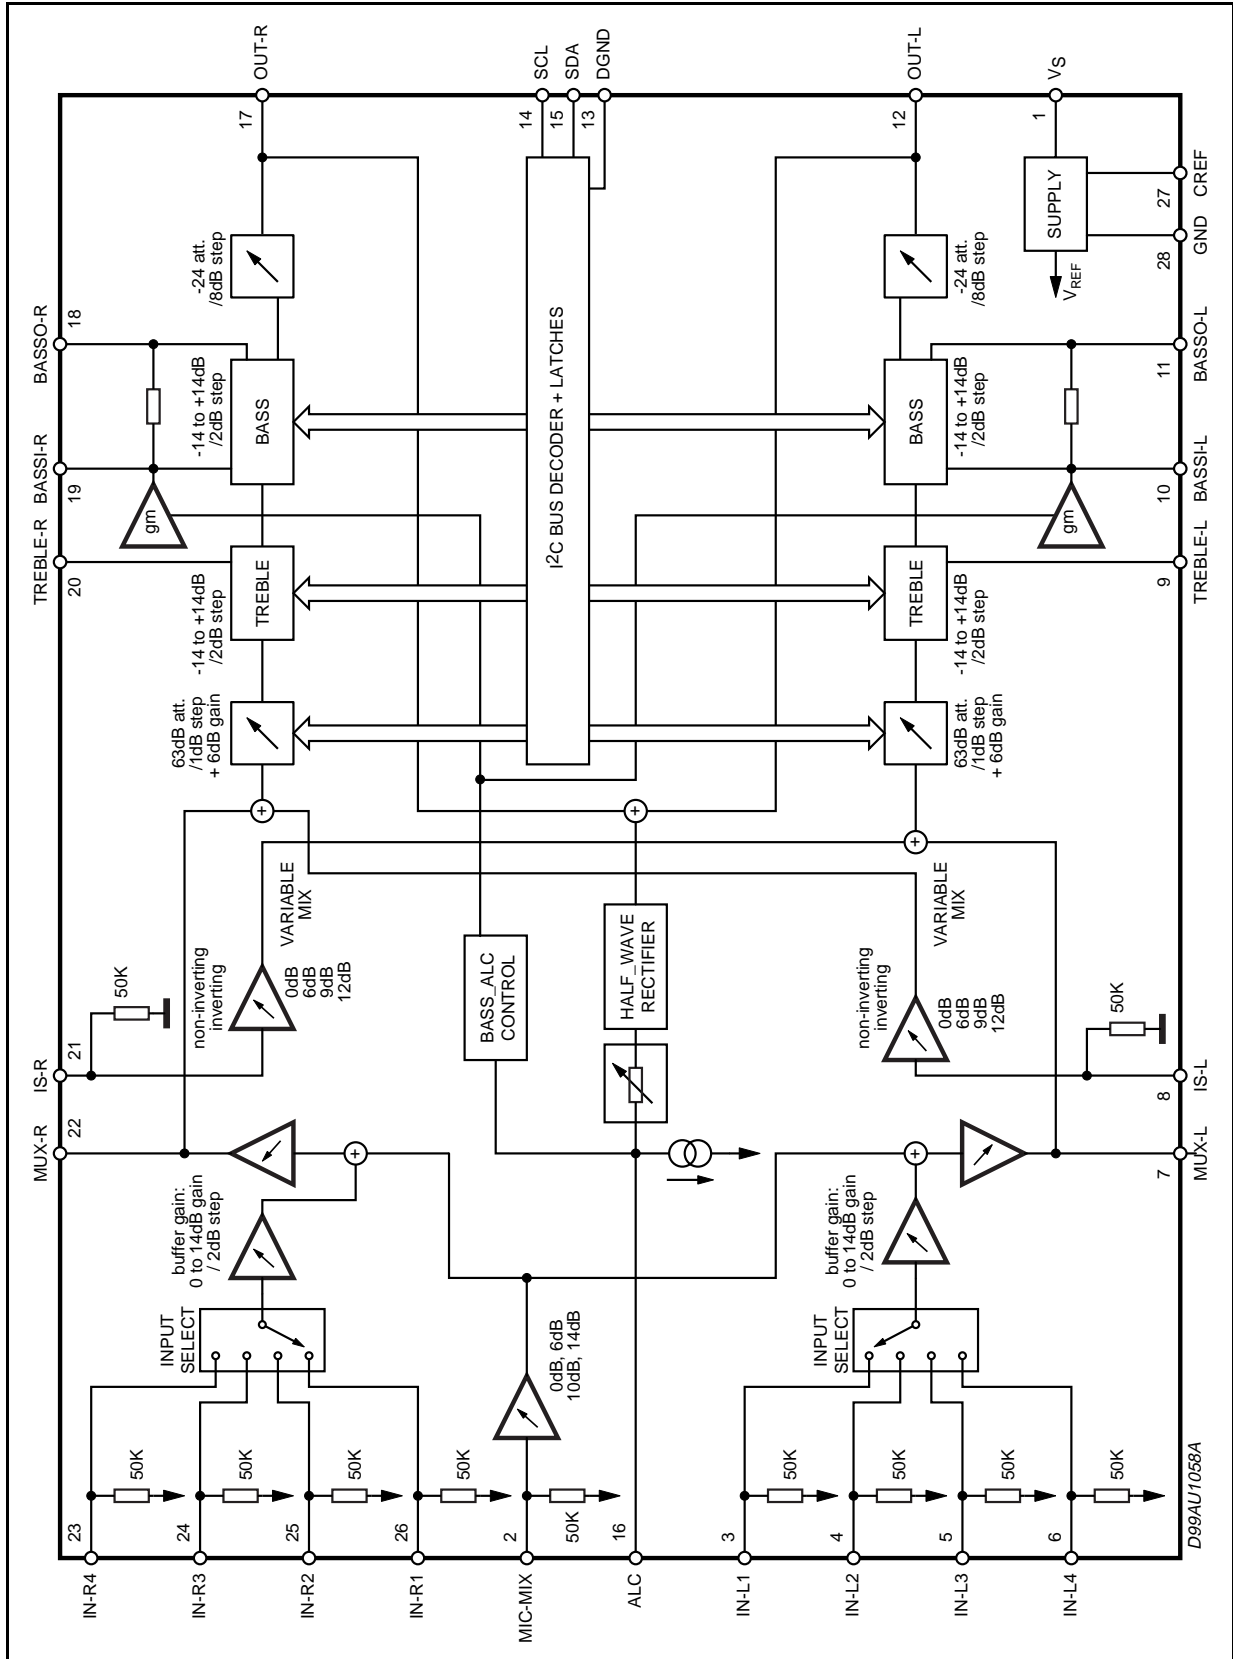 MUX-R
IS-R
TREBLE-R
BASSI-R
BASSO-R
22
21
20
19
18
50K
gm
IN-R4
23
50K
INPUT
SELECT
buffer gain:
0 to 14dB gain
/ 2dB step
non-inverting
inverting
63dB att.
/1dB step
+ 6dB gain
-14 to +14dB
/2dB step
-14 to +14dB
/2dB step
-24 att.
/8dB step
17
OUT-R
IN-R3
24
50K
+
TREBLE
BASS
IN-R2
25
50K
0dB
6dB
9dB
12dB
VARIABLE
MIX
+
IN-R1
26
50K
BASS_ALC
CONTROL
MIC-MIX
2
50K
0dB, 6dB
10dB, 14dB
I2C BUS DECODER + LATCHES
14
SCL
15
SDA
13
DGND
ALC
16
HALF_WAVE
RECTIFIER
+
IN-L1
3
50K
INPUT
SELECT
buffer gain:
0 to 14dB gain
/ 2dB step
non-inverting
inverting
IN-L2
4
50K
+
+
TREBLE
BASS
12
OUT-L
IN-L3
5
50K
0dB
6dB
9dB
12dB
VARIABLE
MIX
63dB att.
/1dB step
+ 6dB gain
-14 to +14dB
/2dB step
-14 to +14dB
/2dB step
-24 att.
/8dB step
IN-L4
6
50K
50K
gm
VREF
SUPPLY
1
VS
7
8
9
10
11
28
27
D99AU1058A
MUX-L
IS-L
TREBLE-L
BASSI-L
BASSO-L
GND
CREF